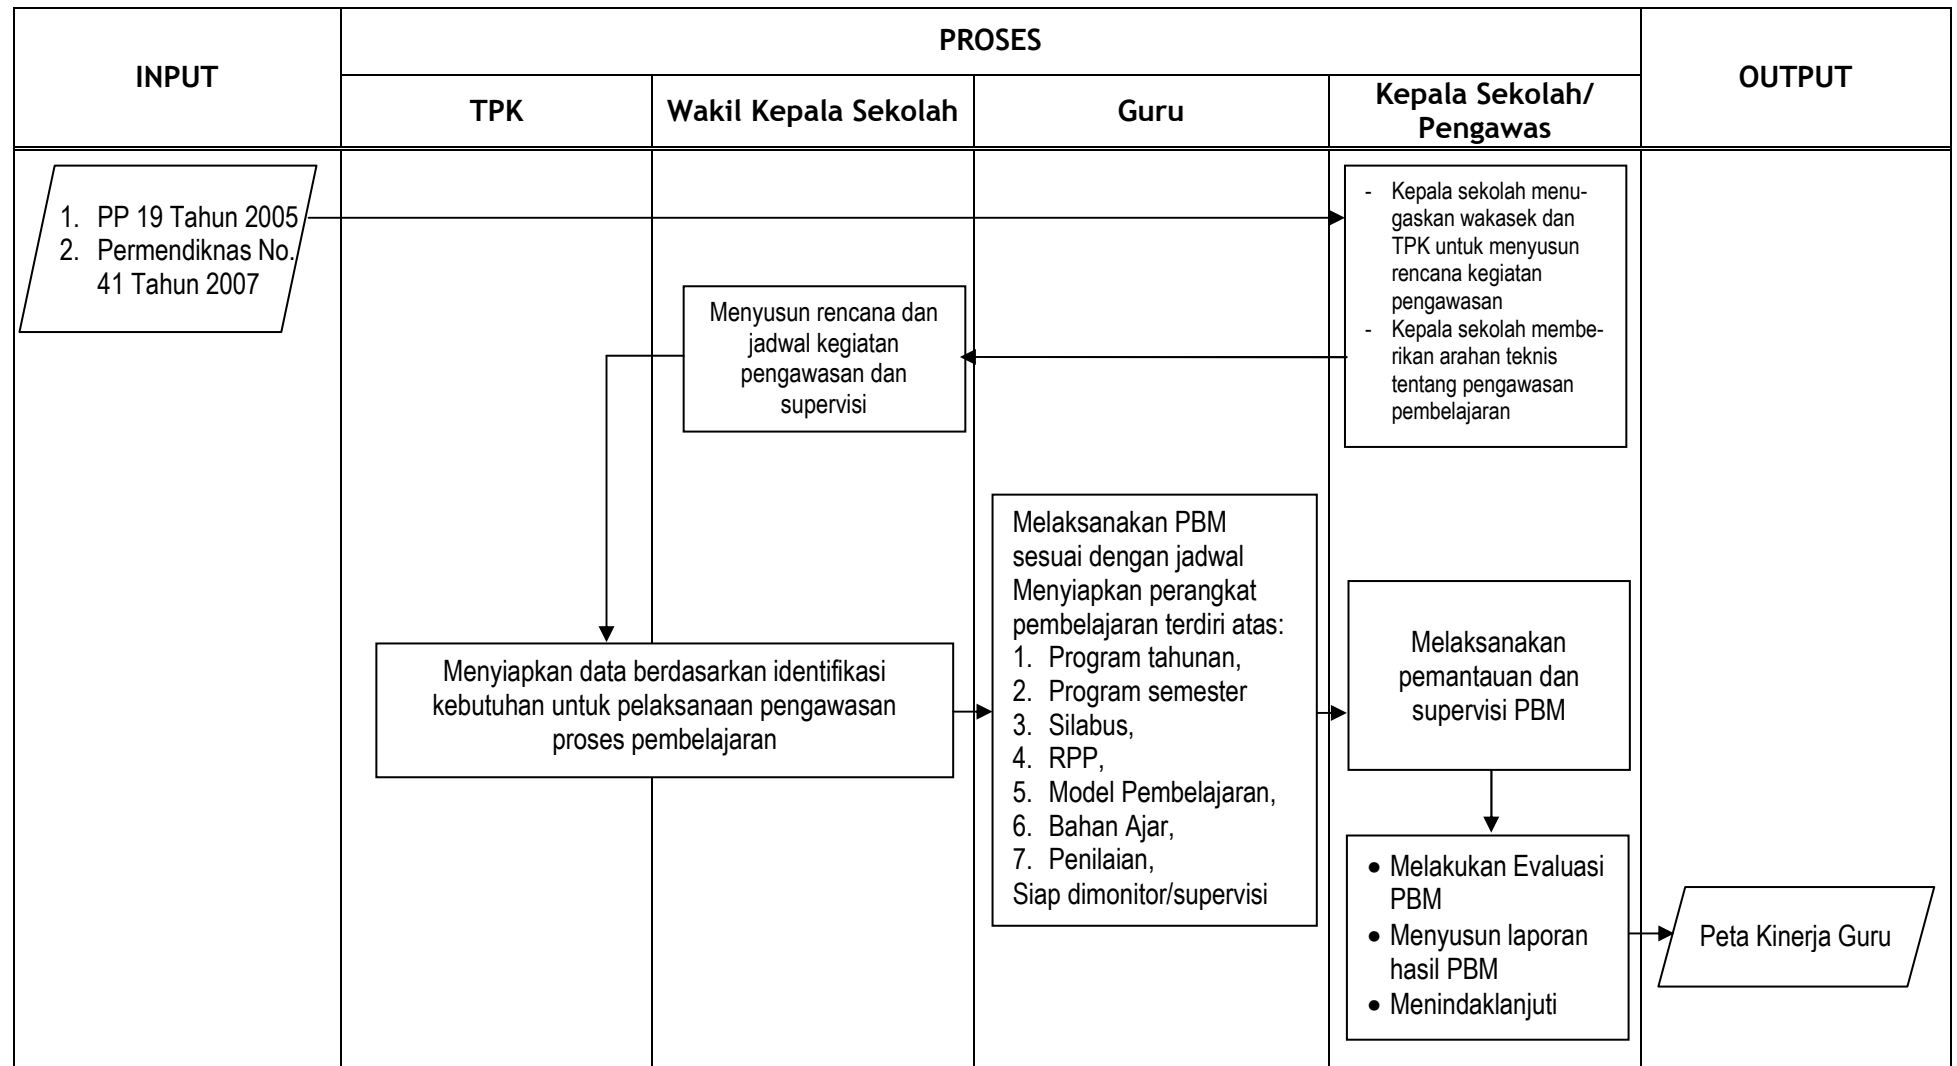 INPUT
PROSES
OUTPUT
TPK
Wakil Kepala Sekolah
Guru
Kepala Sekolah/
Pengawas
1. PP 19 Tahun 2005
2. Permendiknas No.
41 Tahun 2007
- Kepala sekolah menu-
gaskan wakasek dan
TPK untuk menyusun
rencana kegiatan
pengawasan
- Kepala sekolah membe-
rikan arahan teknis
tentang pengawasan
pembelajaran
Menyusun rencana dan
jadwal kegiatan
pengawasan dan
supervisi
Menyiapkan data berdasarkan identifikasi
kebutuhan untuk pelaksanaan pengawasan
proses pembelajaran
Melaksanakan PBM
sesuai dengan jadwal
Menyiapkan perangkat
pembelajaran terdiri atas:
1. Program tahunan,
2. Program semester
3. Silabus,
4. RPP,
5. Model Pembelajaran,
6. Bahan Ajar,
7. Penilaian,
Siap dimonitor/supervisi
Melaksanakan
pemantauan dan
supervisi PBM
• Melakukan Evaluasi
PBM
• Menyusun laporan
hasil PBM
• Menindaklanjuti
Peta Kinerja Guru